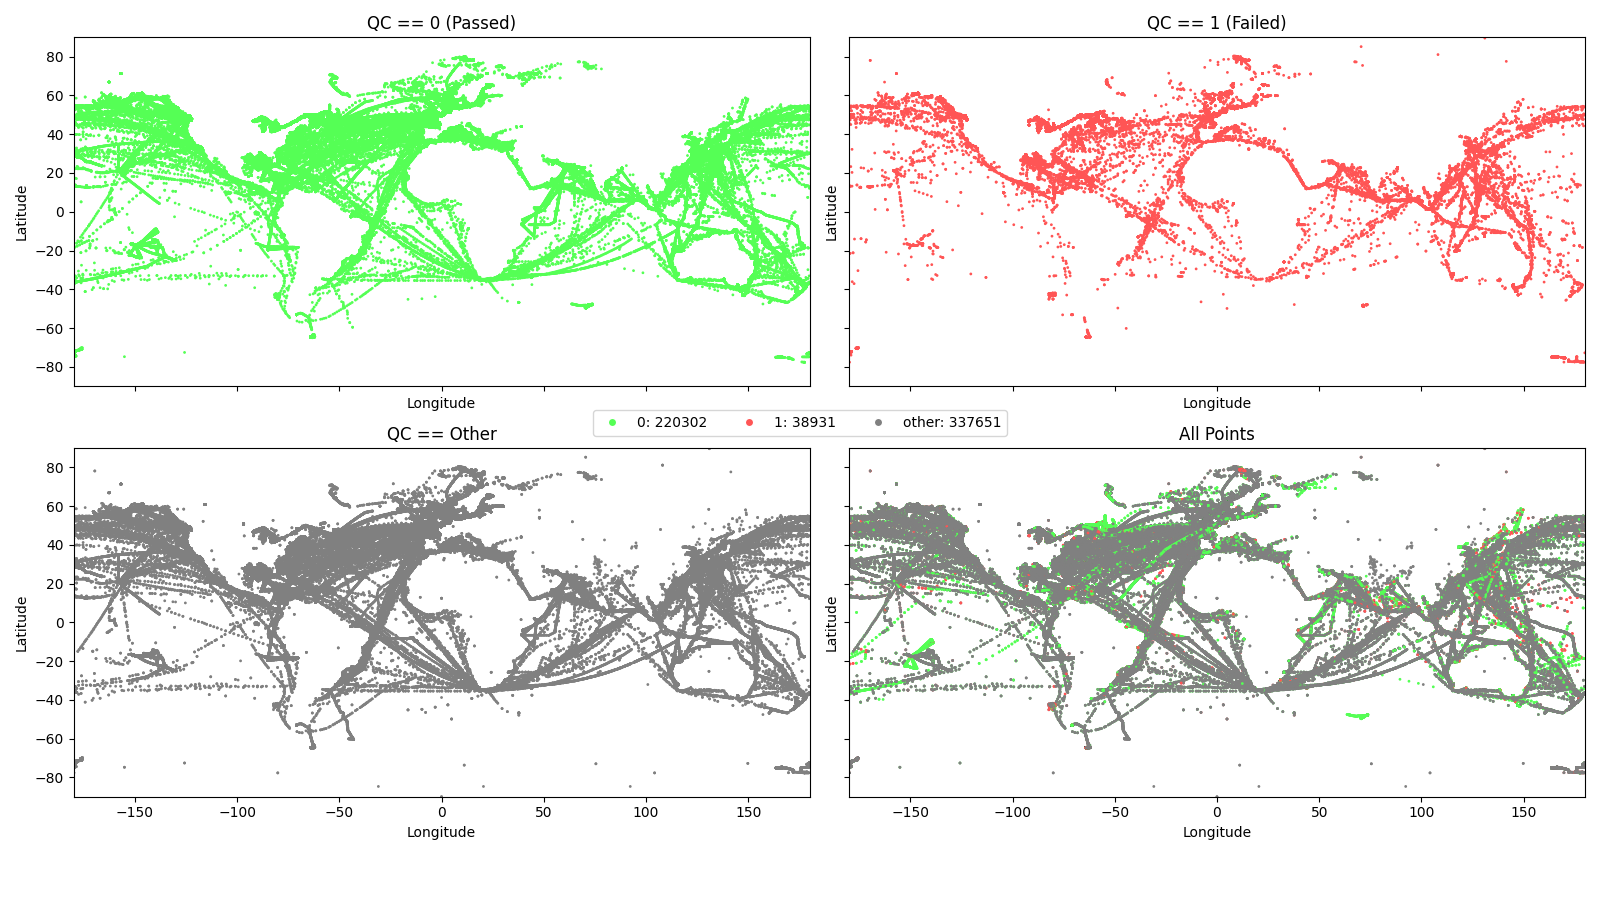 QC == 0 (Passed)
QC == 1 (Failed)
Latitude
80
60
40
20
0
−20
−40
−60
−80
Latitude
Longitude
Longitude
0: 220302
1: 38931
other: 337651
QC == Other
All Points
Latitude
80
60
40
20
0
−20
−40
−60
−80
Latitude
−150
−100
−50
0
50
100
150
−150
−100
−50
0
50
100
150
Longitude
Longitude